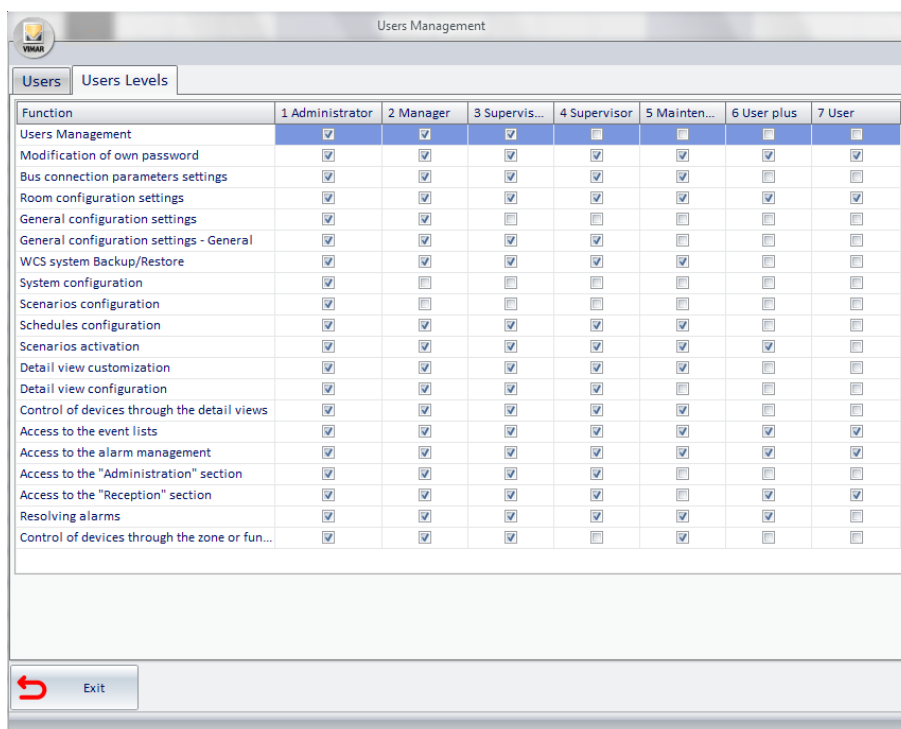 Users Management
VIMAR
Users Users Levels
Function 1 Administrator 2 Manager 3 Supervis... 4 Supervisor 5 Mainten... 6 User plus 7 User
Users Management
Modification of own password
Bus connection parameters settings
Room configuration settings
General configuration settings
General configuration settings - General
WCS system Backup/Restore
System configuration
Scenarios configuration
Schedules configuration
Scenarios activation
Detail view customization
Detail view configuration
Control of devices through the detail views
Access to the event lists
Access to the alarm management
Access to the "Administration" section
Access to the "Reception" section
Resolving alarms
Control of devices through the zone or fun...
Exit